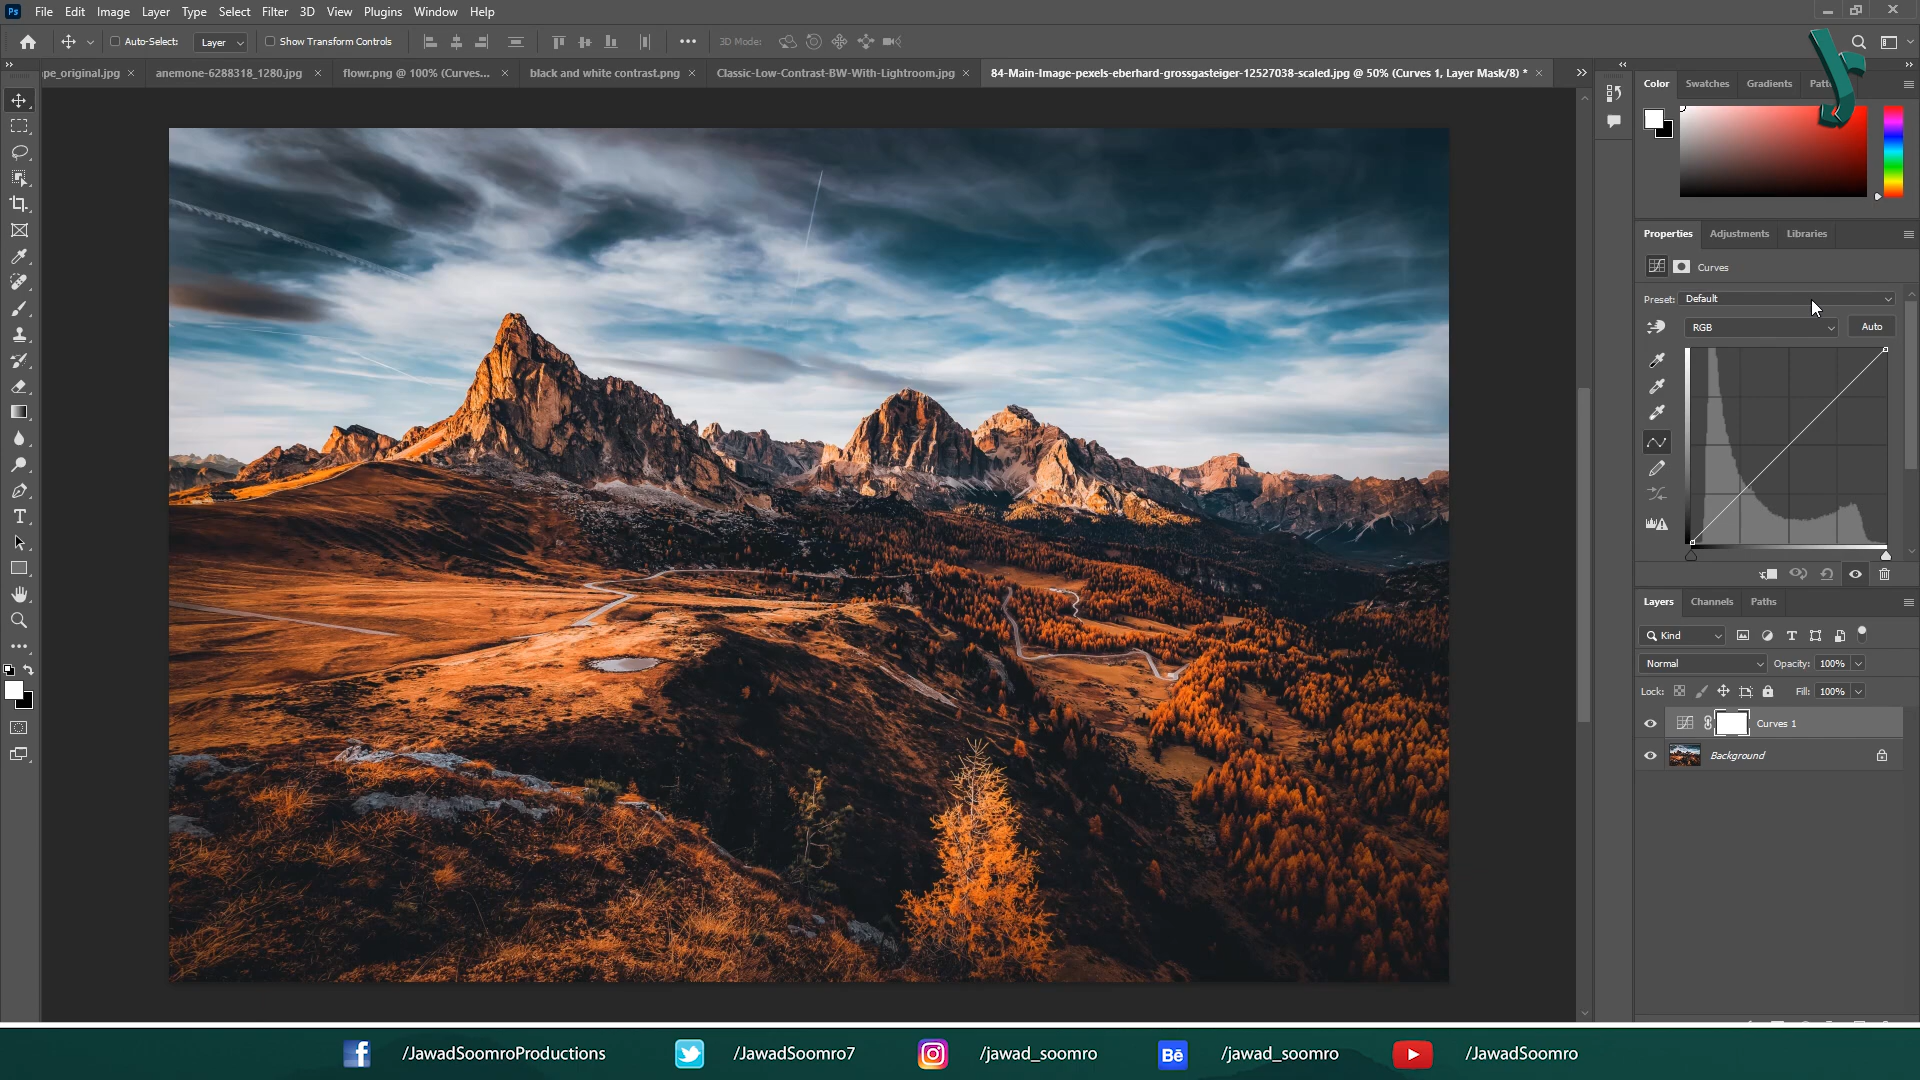 Ps File Edit Image Layer Type Select Filter 3D View Plugins Window Help
Auto-Select: Layer Show Transform Controls 3D Mode:
pe_original.jpg anemone-6288318_1280.jpg flowr.png @ 100% (Curves... black and white contrast.png Classic-Low-Contrast-BW-With-Lightroom.jpg 84-Main-Image-pexels-eberhard-grossgasteiger-12527038-scaled.jpg @ 50% (Curves 1, Layer Mask/8) *
Color Swatches Gradients
Properties Adjustments Libraries
Curves
Preset: Default
RGB Auto
Layers Channels Paths
Kind
Normal Opacity: 100%
Lock: Fill: 100%
Curves 1
Background
/JawadSoomroProductions /JawadSoomro7 /jawad_soomro Bē /jawad_soomro /JawadSoomro